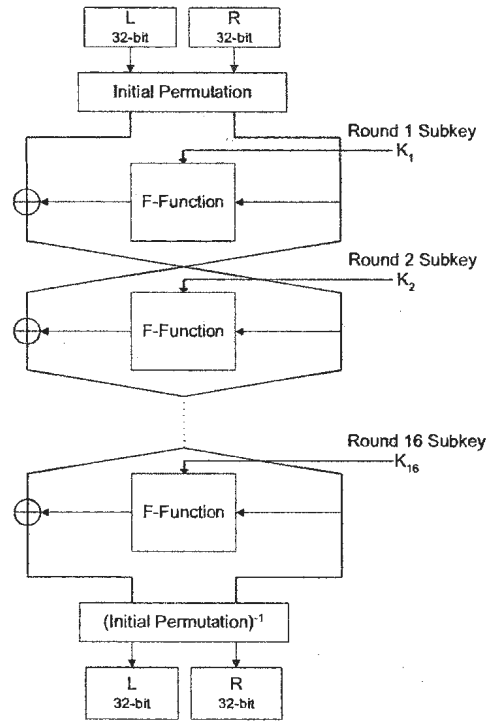 L
32-bit
R
32-bit
Initial Permutation
Round 1 Subkey
K1
F-Function
Round 2 Subkey
K2
F-Function
Round 16 Subkey
K16
F-Function
(Initial Permutation)-1
L
32-bit
R
32-bit